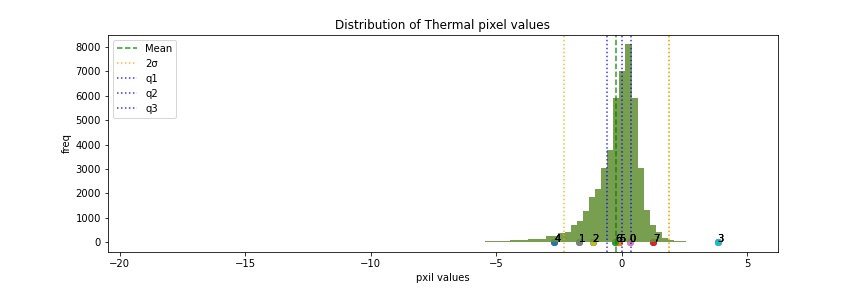 Distribution of Thermal pixel values
freq
8000
7000
6000
5000
4000
3000
2000
1000
0
Mean
2σ
q1
q2
q3
4 1 2 6 5 0 7 3
−20 −15 −10 −5 0 5
pxil values